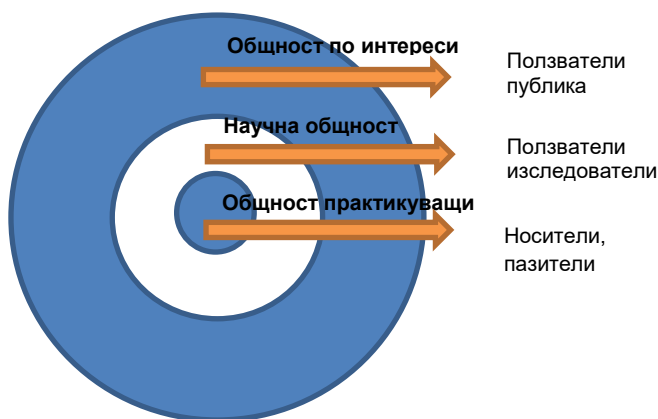 Общност по интереси
Ползватели
публика
Научна общност
Ползватели
изследователи
Общност практикуващи
Носители,
пазители